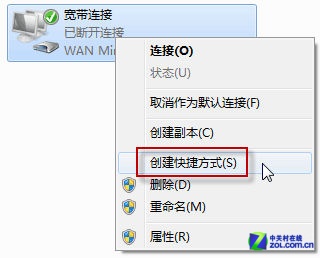 宽带连接
已断开连接
WAN Min
连接(O)
状态(U)
取消作为默认连接(F)
创建副本(C)
创建快捷方式(S)
删除(D)
重命名(M)
属性(R)
中关村在线
ZOL.COM.CN